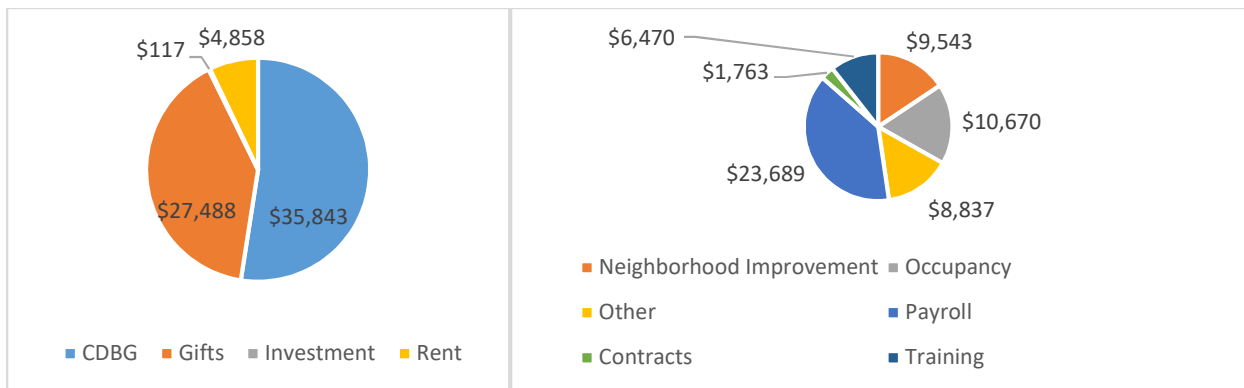 $117
$4,858
$27,488
$35,843
CDBG Gifts Investment Rent
$6,470
$9,543
$1,763
$10,670
$23,689
$8,837
Neighborhood Improvement Occupancy
Other Payroll
Contracts Training